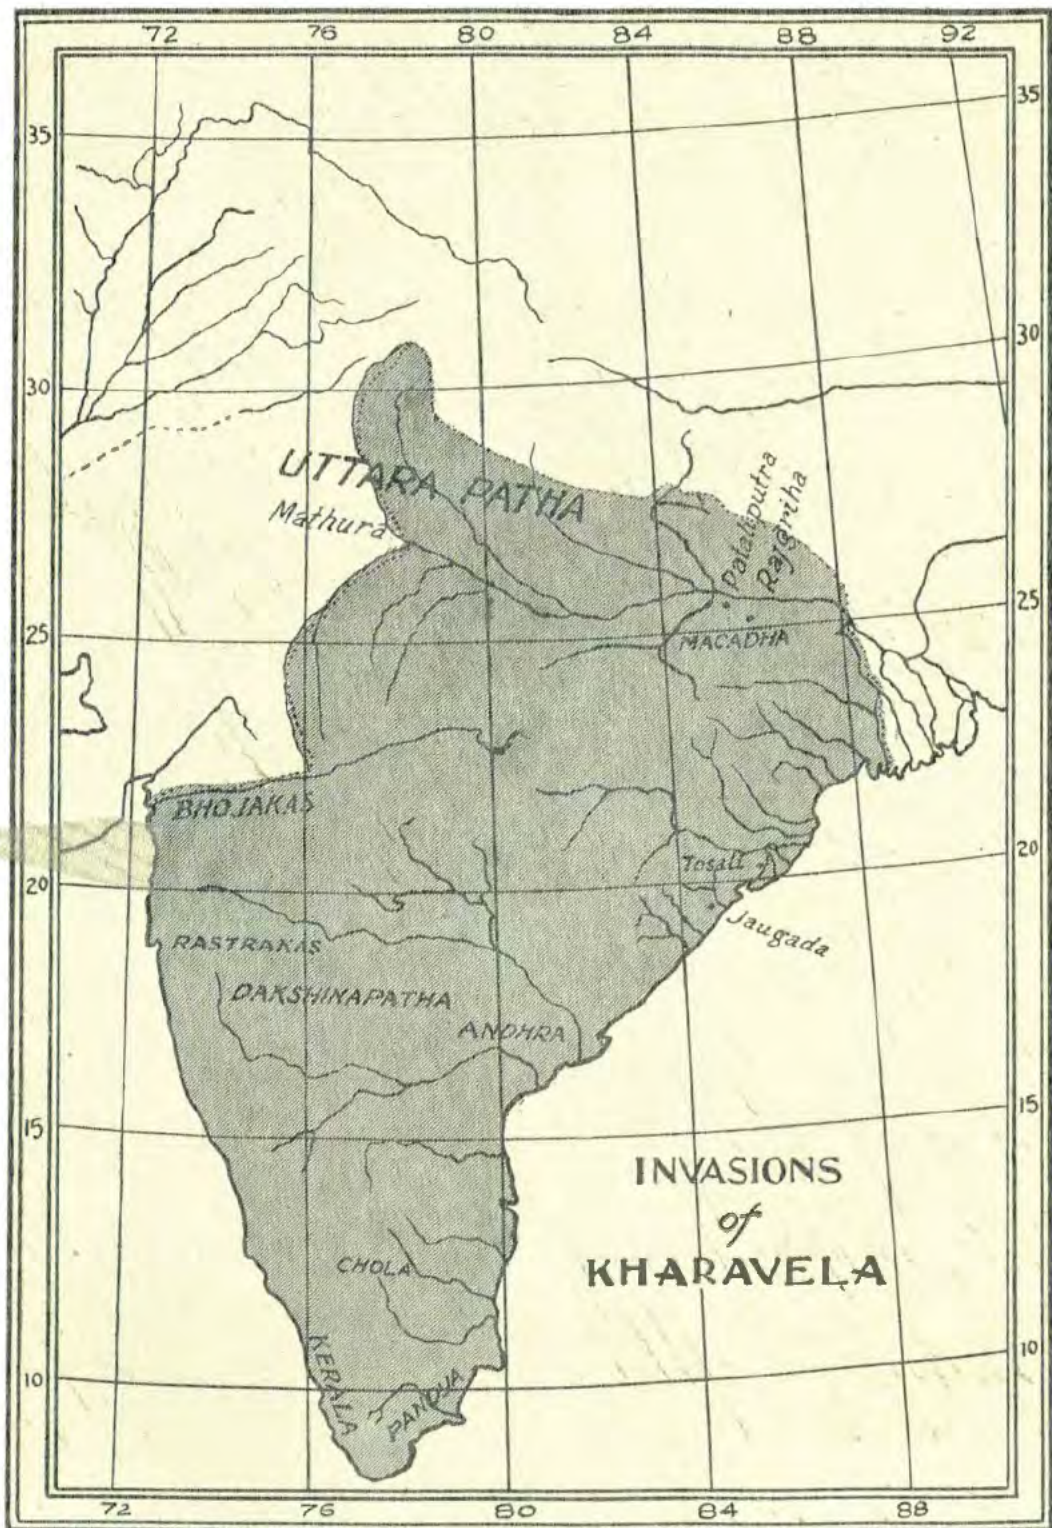 72 76 80 84 88 92
35 35
30 30
UTTARA PATHA
Mathura
Pataliputra
Rajgriha
25 25
MACADHA
BHOJAKAS
20 20
Tosali
Jaugada
RASTRAKAS
DAKSHINAPATHA
ANDHRA
15 15
INVASIONS
of
KHARAVELA
CHOLA
KERALA
PANDYA
10 10
72 76 80 84 88